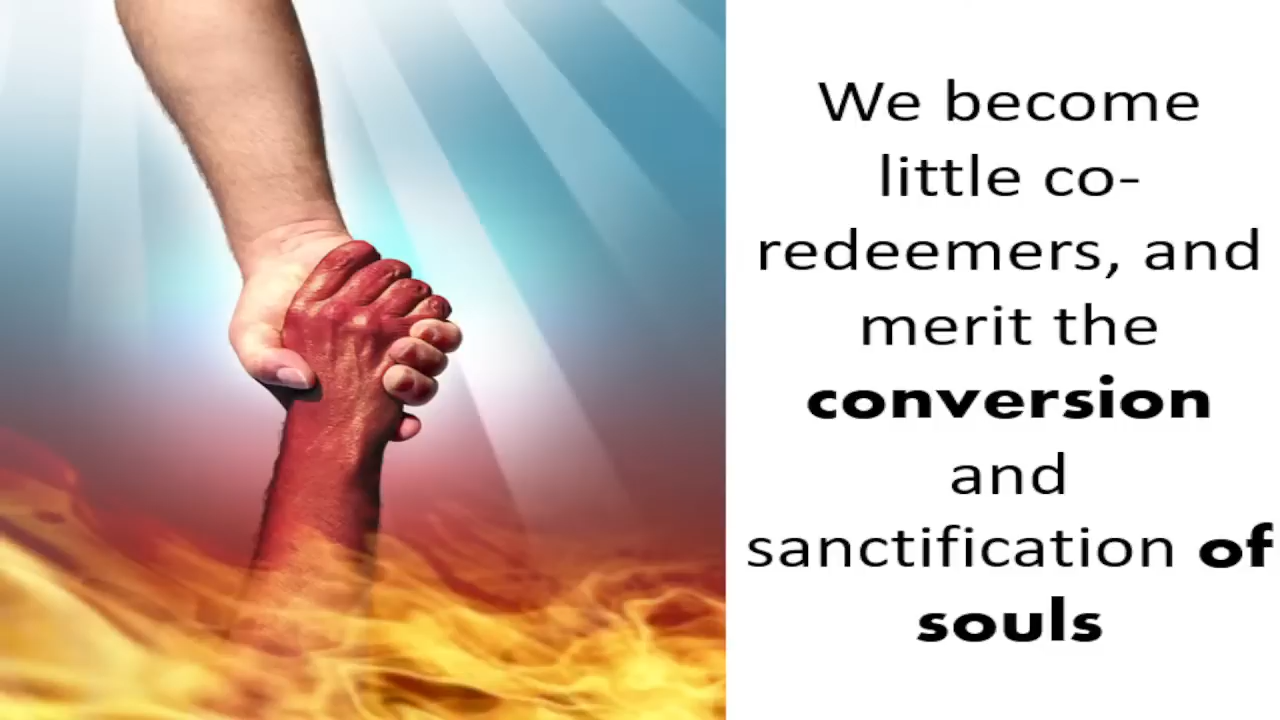 We become
little co-
redeemers, and
merit the
conversion
and
sanctification of
souls